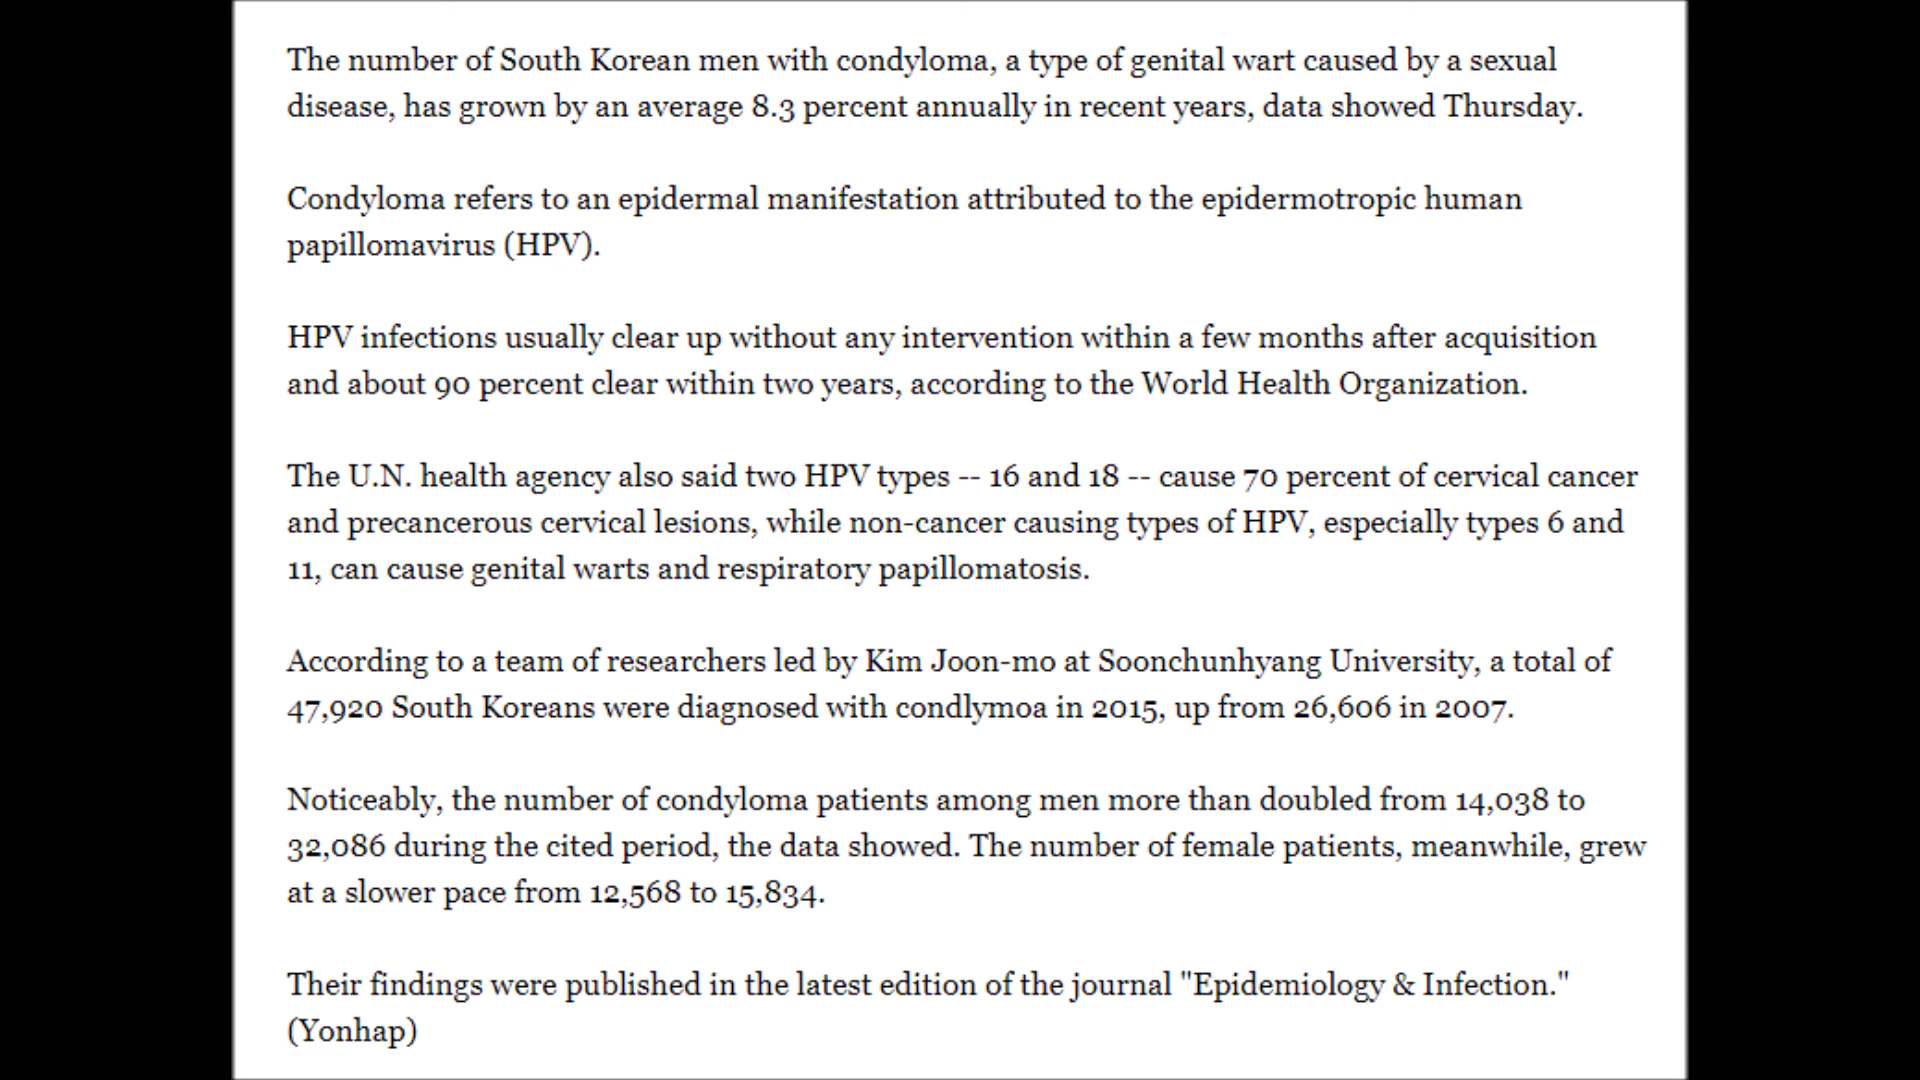 The number of South Korean men with condyloma, a type of genital wart caused by a sexual
disease, has grown by an average 8.3 percent annually in recent years, data showed Thursday.
Condyloma refers to an epidermal manifestation attributed to the epidermotropic human
papillomavirus (HPV).
HPV infections usually clear up without any intervention within a few months after acquisition
and about 90 percent clear within two years, according to the World Health Organization.
The U.N. health agency also said two HPV types -- 16 and 18 -- cause 70 percent of cervical cancer
and precancerous cervical lesions, while non-cancer causing types of HPV, especially types 6 and
11, can cause genital warts and respiratory papillomatosis.
According to a team of researchers led by Kim Joon-mo at Soonchunhyang University, a total of
47,920 South Koreans were diagnosed with condlymoa in 2015, up from 26,606 in 2007.
Noticeably, the number of condyloma patients among men more than doubled from 14,038 to
32,086 during the cited period, the data showed. The number of female patients, meanwhile, grew
at a slower pace from 12,568 to 15,834.
Their findings were published in the latest edition of the journal "Epidemiology & Infection."
(Yonhap)